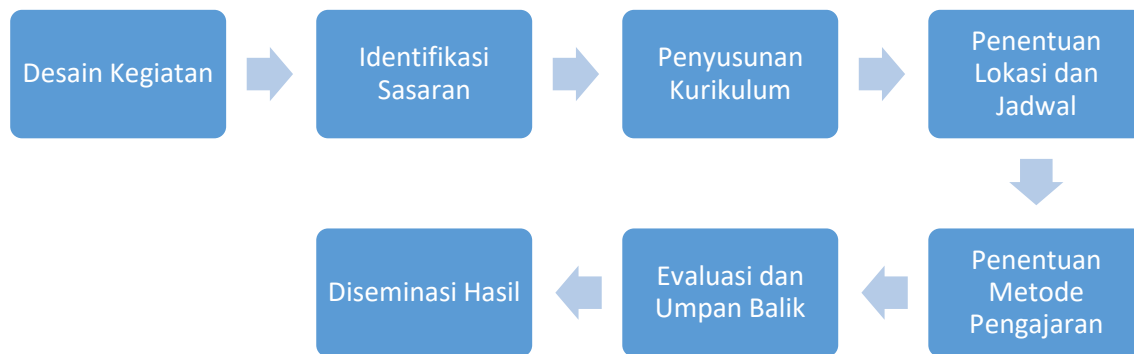 Desain Kegiatan
Identifikasi
Sasaran
Penyusunan
Kurikulum
Penentuan
Lokasi dan
Jadwal
Penentuan
Metode
Pengajaran
Evaluasi dan
Umpan Balik
Diseminasi Hasil